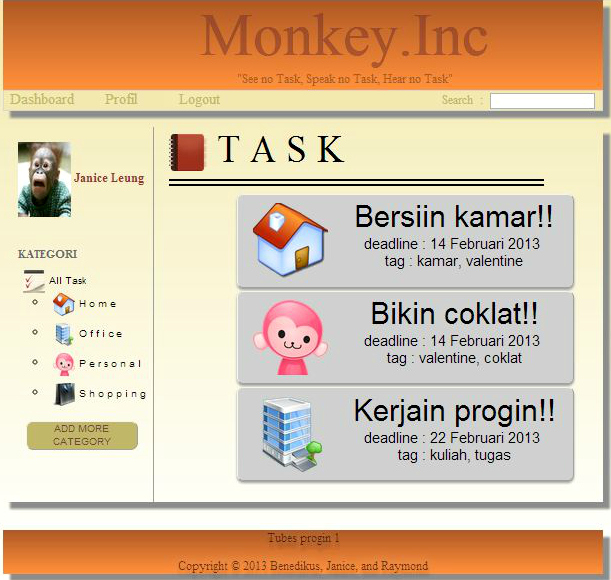 Monkey.Inc
"See no Task, Speak no Task, Hear no Task"
Dashboard Profil Logout Search :
TASK
Janice Leung
KATEGORI
All Task
Home
Office
Personal
Shopping
ADD MORE
CATEGORY
Bersiin kamar!!
deadline : 14 Februari 2013
tag : kamar, valentine
Bikin coklat!!
deadline : 14 Februari 2013
tag : valentine, coklat
Kerjain progin!!
deadline : 22 Februari 2013
tag : kuliah, tugas
Tubes progin 1
Copyright © 2013 Benedikus, Janice, and Raymond